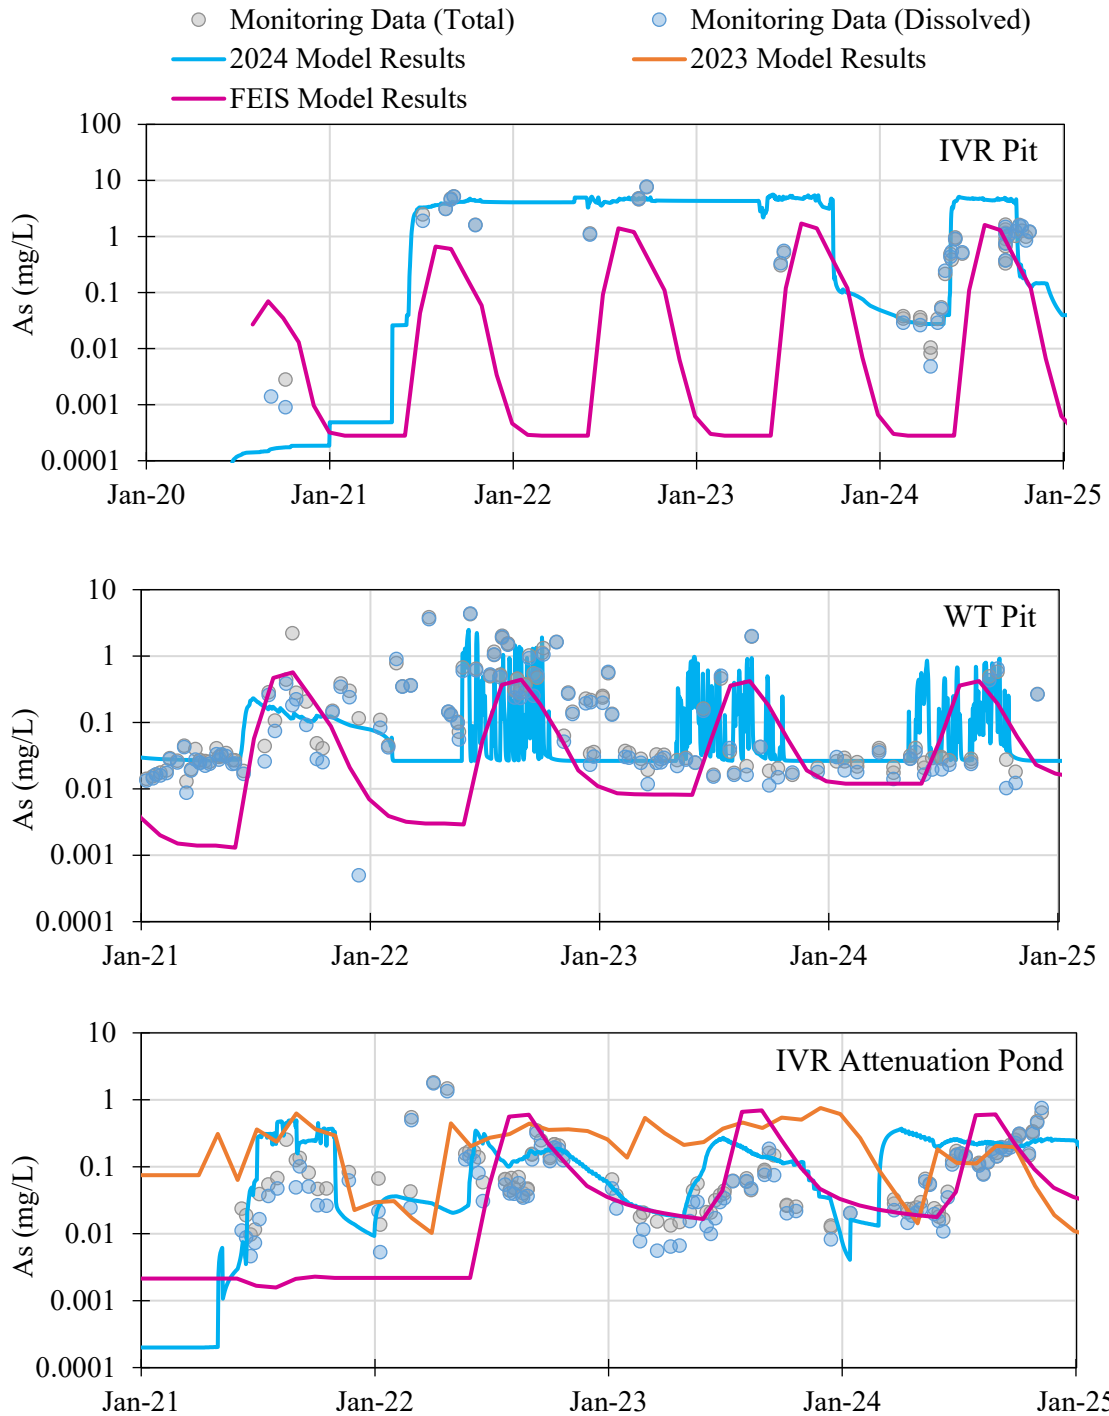 Monitoring Data (Total) Monitoring Data (Dissolved)
2024 Model Results 2023 Model Results
FEIS Model Results
IVR Pit
As (mg/L)
100
10
1
0.1
0.01
0.001
0.0001
Jan-20 Jan-21 Jan-22 Jan-23 Jan-24 Jan-25
WT Pit
As (mg/L)
10
1
0.1
0.01
0.001
0.0001
Jan-21 Jan-22 Jan-23 Jan-24 Jan-25
IVR Attenuation Pond
As (mg/L)
10
1
0.1
0.01
0.001
0.0001
Jan-21 Jan-22 Jan-23 Jan-24 Jan-25